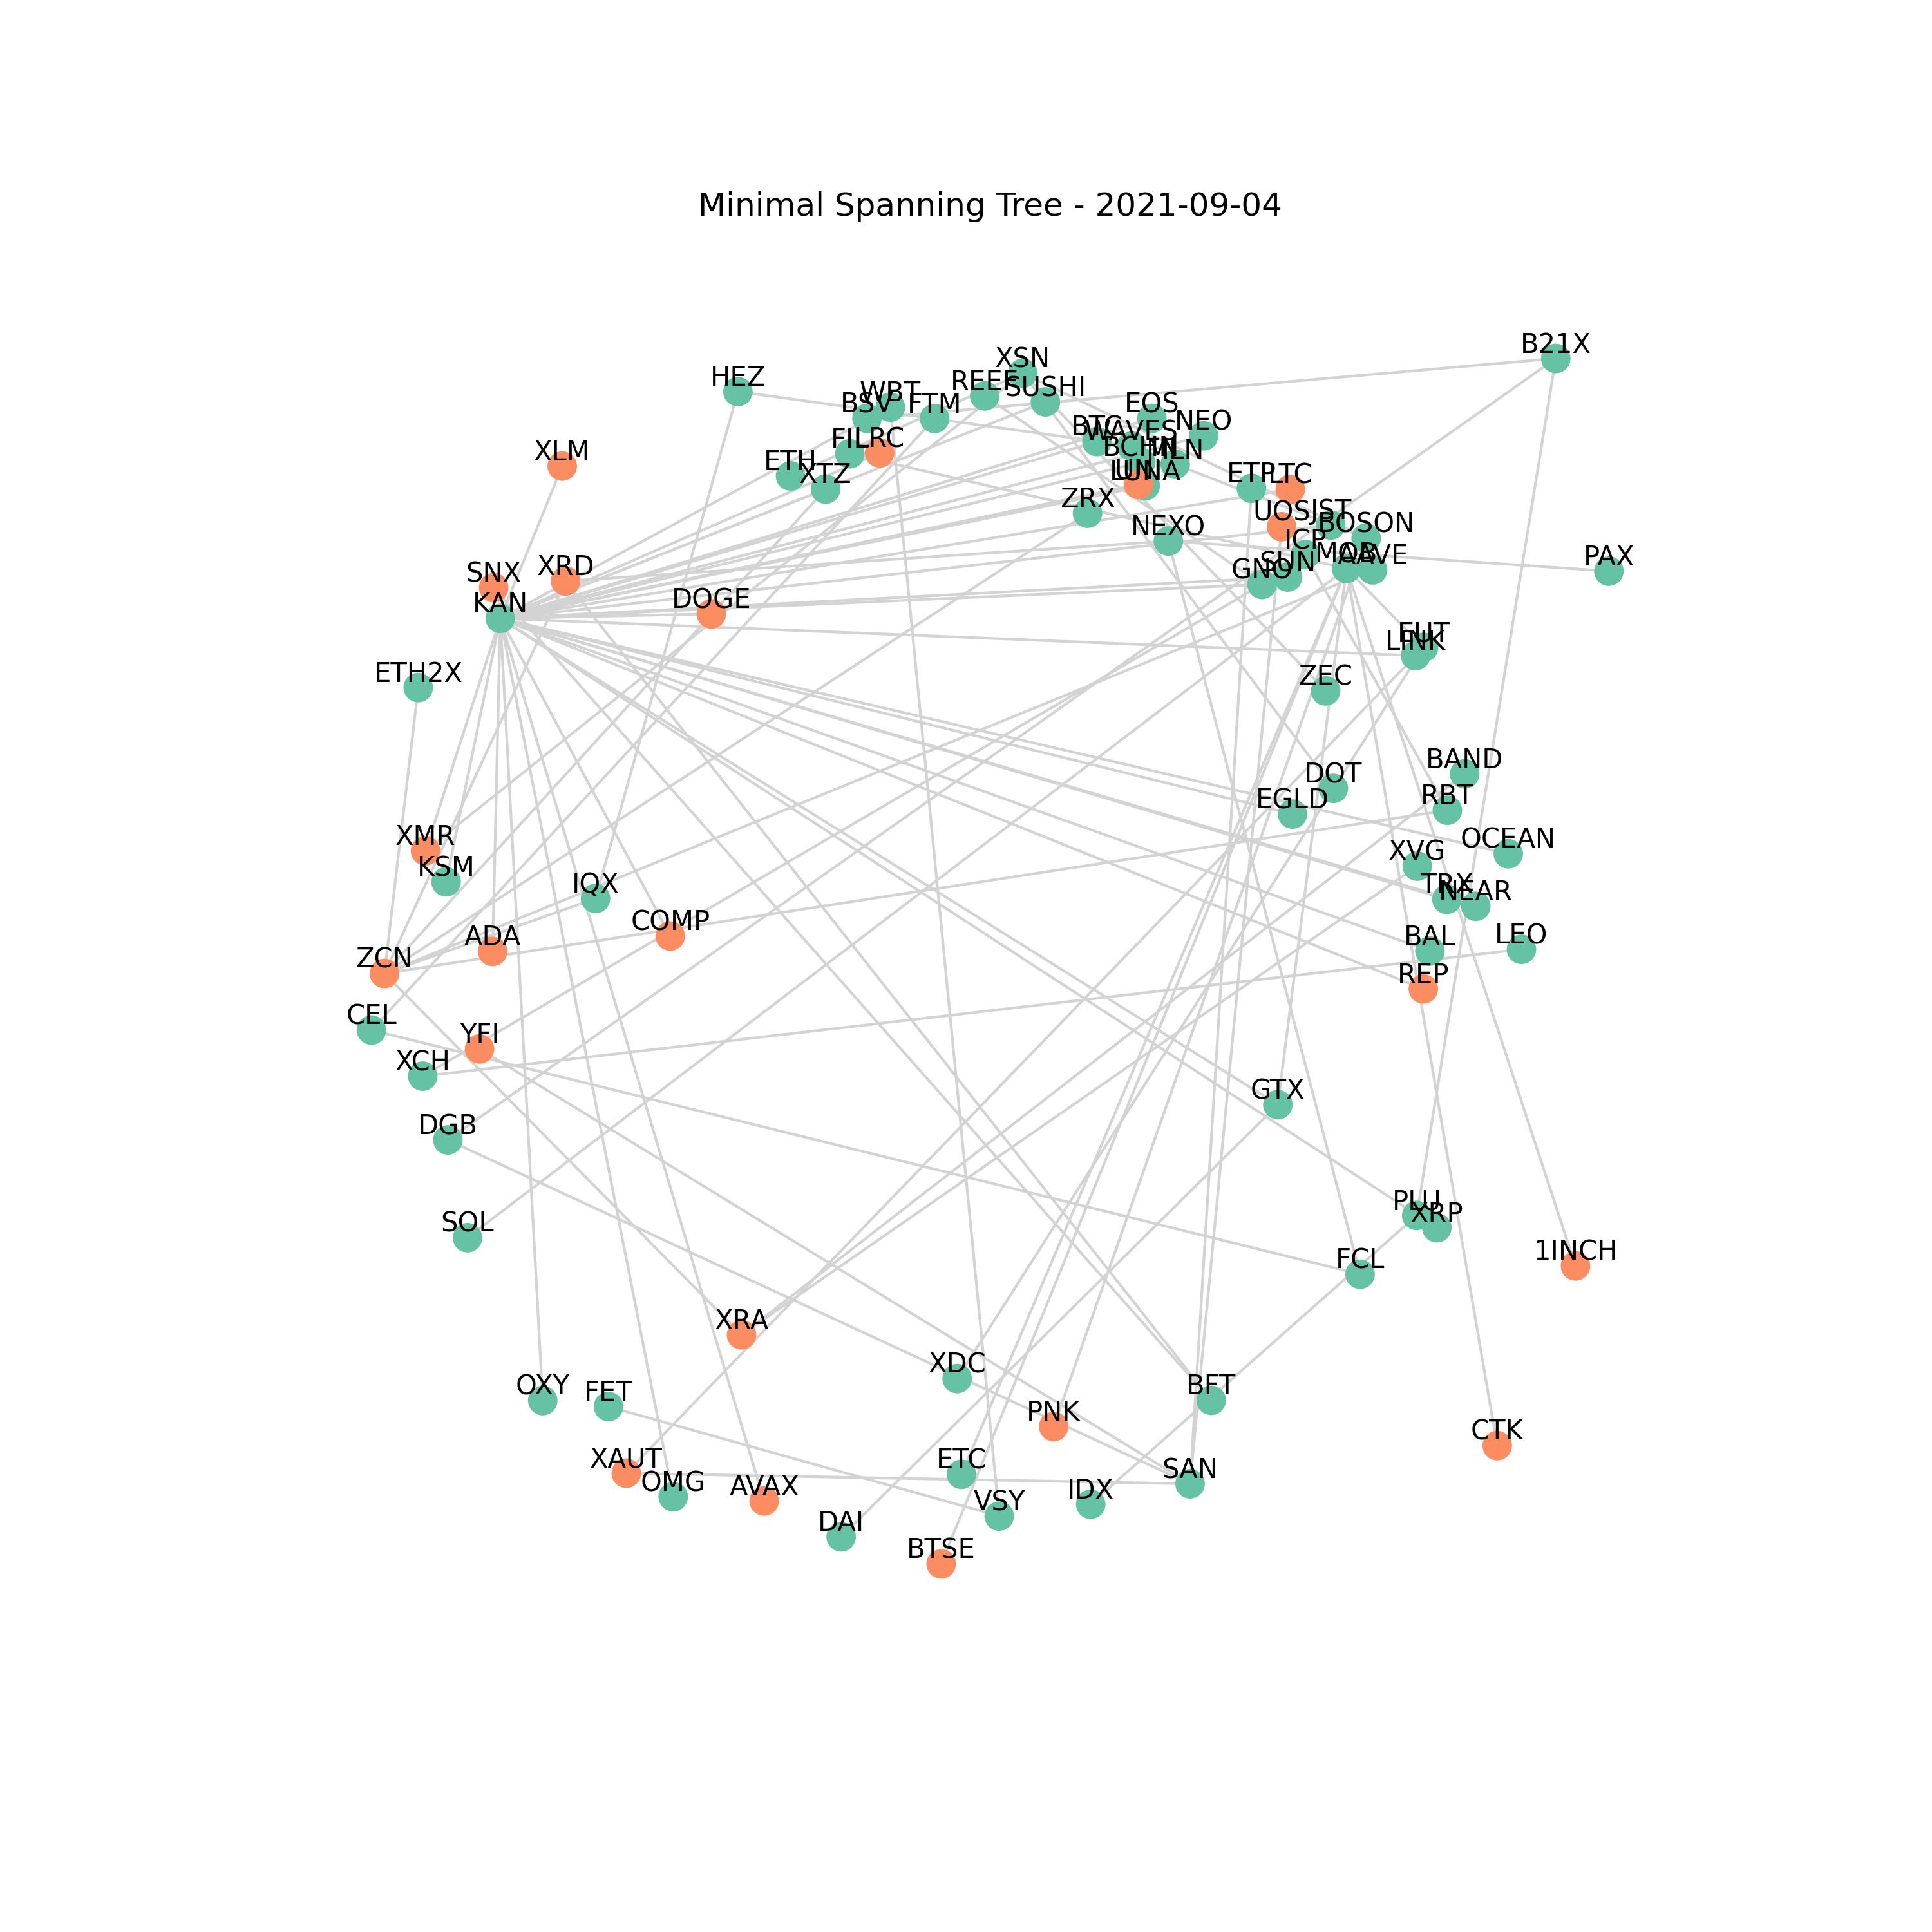 Minimal Spanning Tree - 2021-09-04
B21X
XSN
HEZ
REEF
SUSHI
WBT
BSV
FTM
EOS
NEO
BTC
WAVES
FIL
LRC
XLM
ETH
XTZ
LUNA
UNI
ETP
LTC
ZRX
UOS
JST
NEXO
BOSON
ICP
MOB
AAVE
PAX
SUN
GNO
SNX
XRD
KAN
DOGE
EUT
LINK
ETH2X
ZEC
BAND
DOT
RBT
EGLD
XMR
OCEAN
XVG
KSM
IQX
TRX
NEAR
COMP
ADA
BAL
LEO
ZCN
REP
CEL
YFI
XCH
GTX
DGB
PLU
XRP
SOL
FCL
1INCH
XRA
XDC
OXY
FET
BFT
PNK
CTK
XAUT
ETC
SAN
OMG
AVAX
IDX
VSY
DAI
BTSE